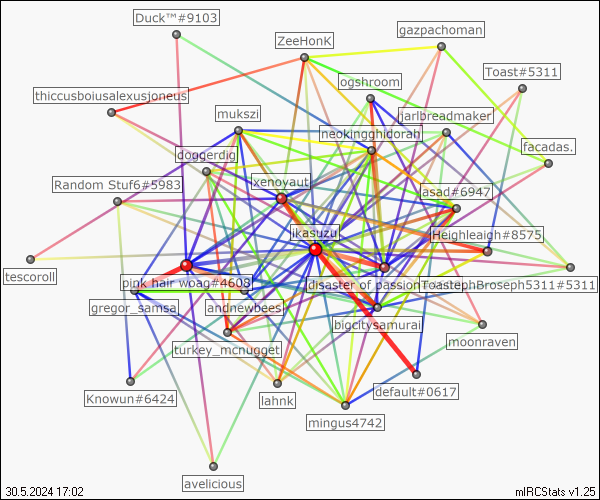 Duck™#9103
gazpachoman
ZeeHonK
Toast#5311
ogshroom
thiccusboiusalexusjoneus
mukszi
jarlbreadmaker
neokingghidorah
facadas.
doggerdig
xenoyaut
Random Stuf6#5983
asad#6947
ikasuzu
Heighleaigh#8575
tescoroll
pink hair woag#4608
disaster of passion
ToastephBroseph5311#5311
gregor_samsa
andnewbees
bigcitysamurai
turkey_mcnugget
moonraven
default#0617
Knowun#6424
lahnk
mingus4742
avelicious
30.5.2024 17:02
mIRCStats v1.25